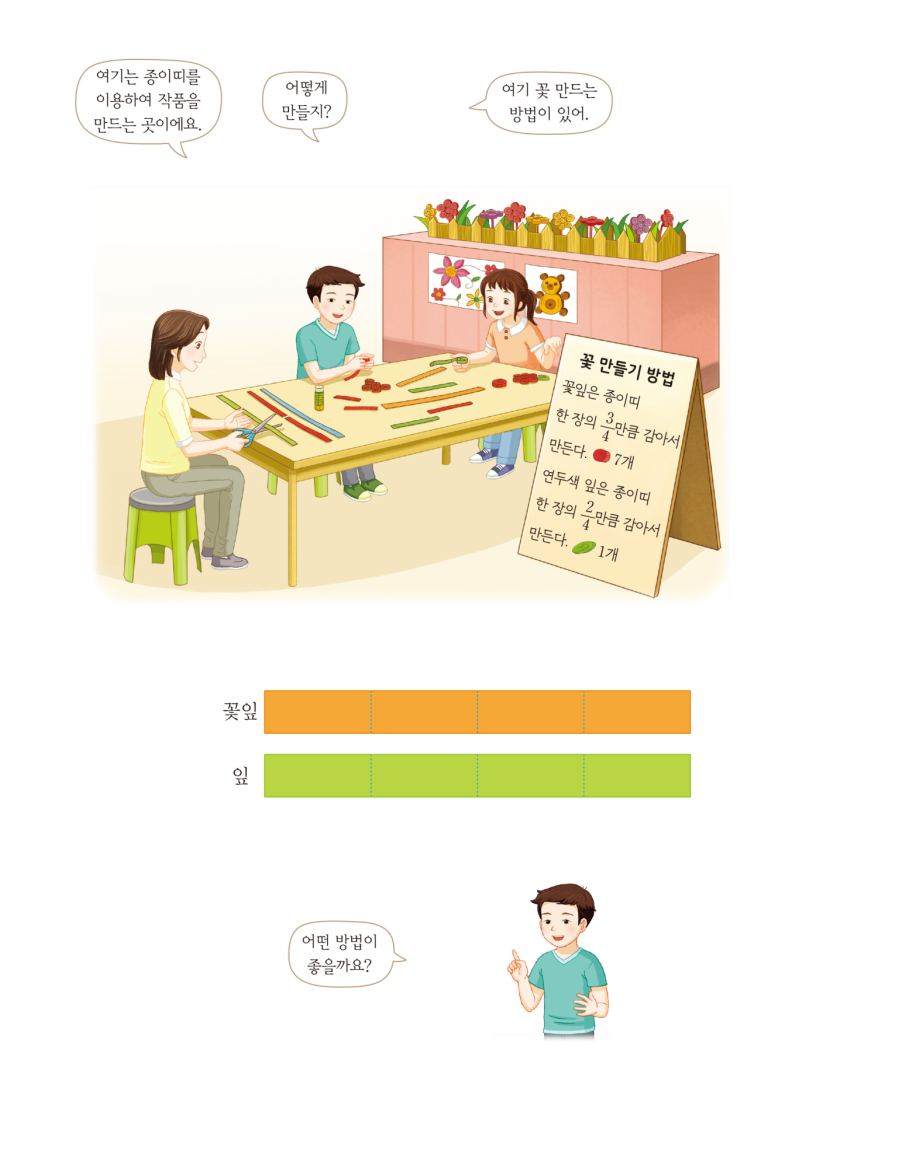 여기는 종이띠를
이용하여 작품을
만드는 곳이에요.
어떻게
만들지?
여기 꽃 만드는
방법이 있어.
꽃 만들기 방법
꽃잎은 종이띠
한 장의 3/4만큼 감아서
만든다. 7개
연두색 잎은 종이띠
한 장의 2/4만큼 감아서
만든다. 1개
꽃잎
잎
어떤 방법이
좋을까요?